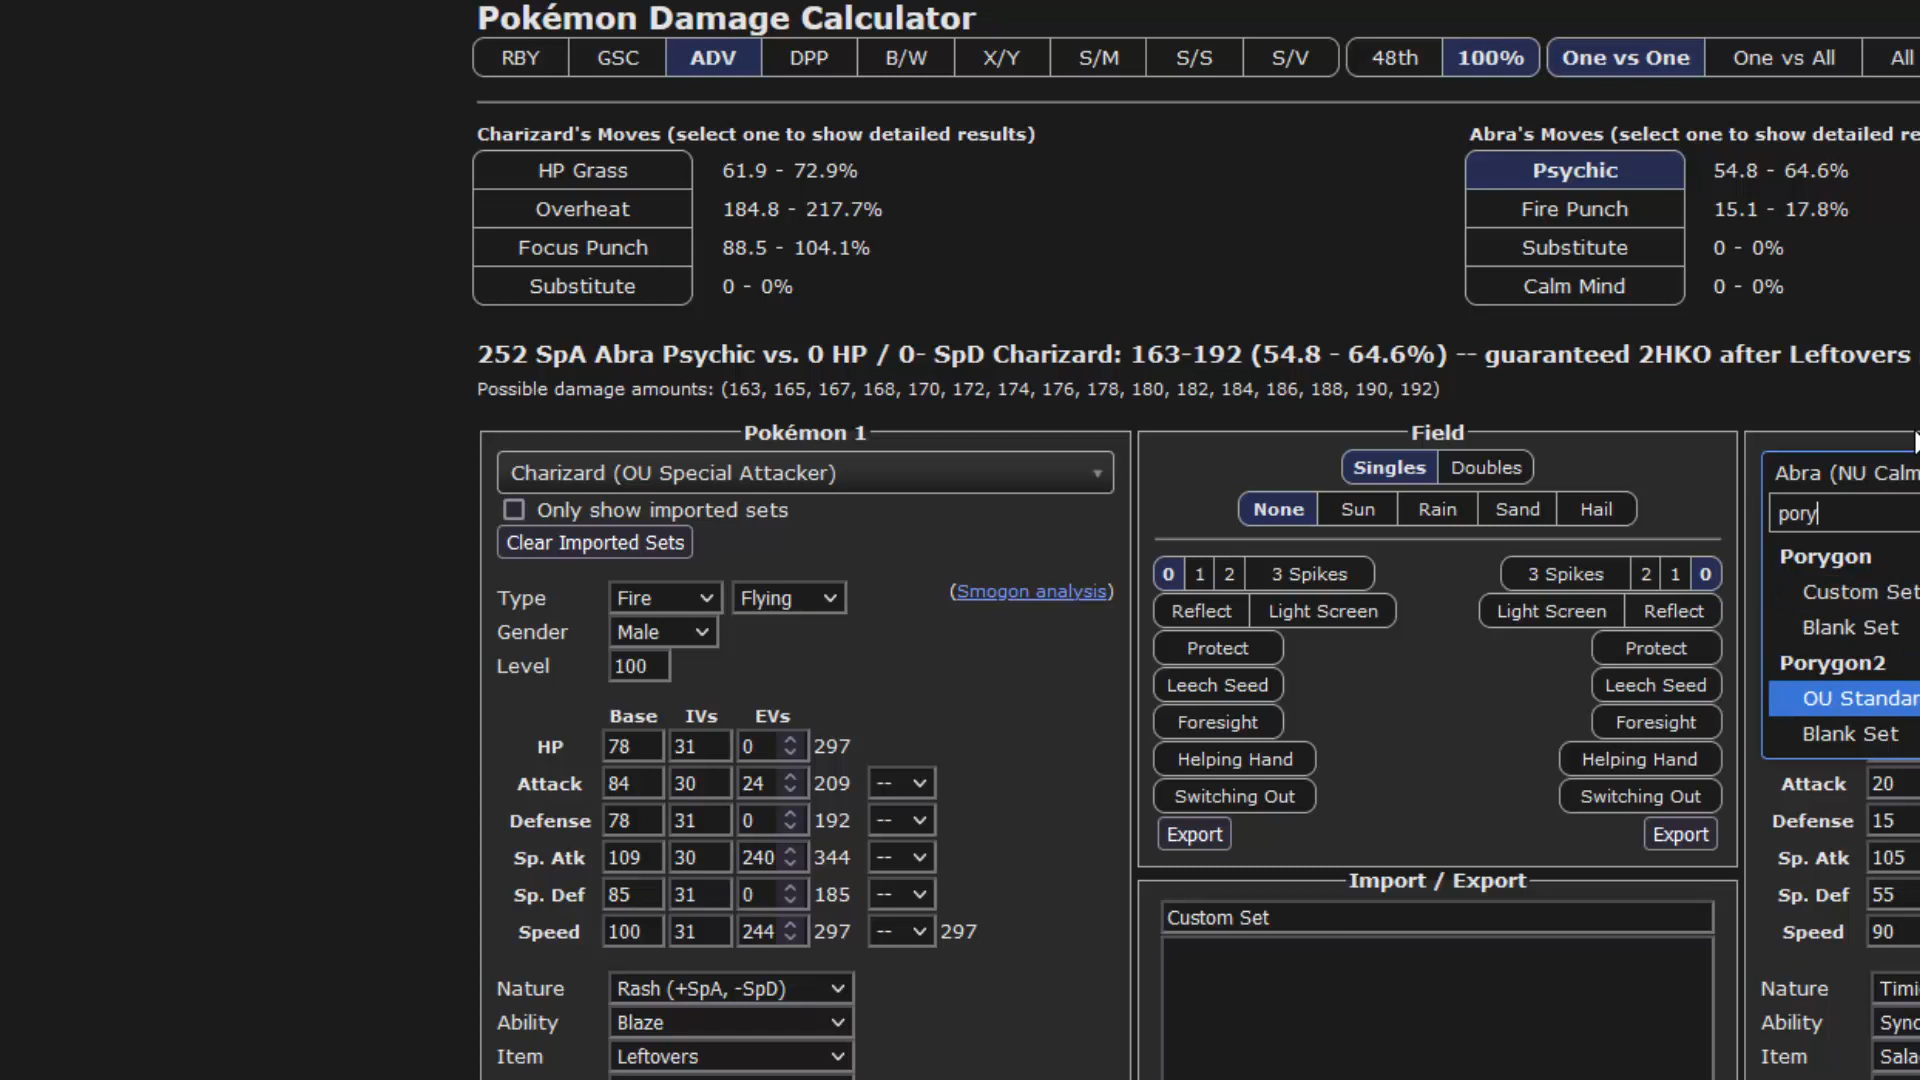 Pokémon Damage Calculator
RBY GSC ADV DPP B/W X/Y S/M S/S S/V 48th 100% One vs One One vs All All
Charizard's Moves (select one to show detailed results)
HP Grass 61.9 - 72.9%
Overheat 184.8 - 217.7%
Focus Punch 88.5 - 104.1%
Substitute 0 - 0%
Abra's Moves (select one to show detailed re
Psychic 54.8 - 64.6%
Fire Punch 15.1 - 17.8%
Substitute 0 - 0%
Calm Mind 0 - 0%
252 SpA Abra Psychic vs. 0 HP / 0- SpD Charizard: 163-192 (54.8 - 64.6%) -- guaranteed 2HKO after Leftovers
Possible damage amounts: (163, 165, 167, 168, 170, 172, 174, 176, 178, 180, 182, 184, 186, 188, 190, 192)
Pokémon 1
Charizard (OU Special Attacker)
Only show imported sets
Clear Imported Sets
Type Fire Flying (Smogon analysis)
Gender Male
Level 100
Base IVs EVs
HP 78 31 0 297
Attack 84 30 24 209 --
Defense 78 31 0 192 --
Sp. Atk 109 30 240 344 --
Sp. Def 85 31 0 185 --
Speed 100 31 244 297 -- 297
Nature Rash (+SpA, -SpD)
Ability Blaze
Item Leftovers
Field
Singles Doubles
None Sun Rain Sand Hail
0 1 2 3 Spikes 3 Spikes 2 1 0
Reflect Light Screen Light Screen Reflect
Protect Protect
Leech Seed Leech Seed
Foresight Foresight
Helping Hand Helping Hand
Switching Out Switching Out
Export Export
Import / Export
Custom Set
Abra (NU Calm
pory
Porygon
Custom Set
Blank Set
Porygon2
OU Standar
Blank Set
Attack 20
Defense 15
Sp. Atk 105
Sp. Def 55
Speed 90
Nature Timi
Ability Sync
Item Sala